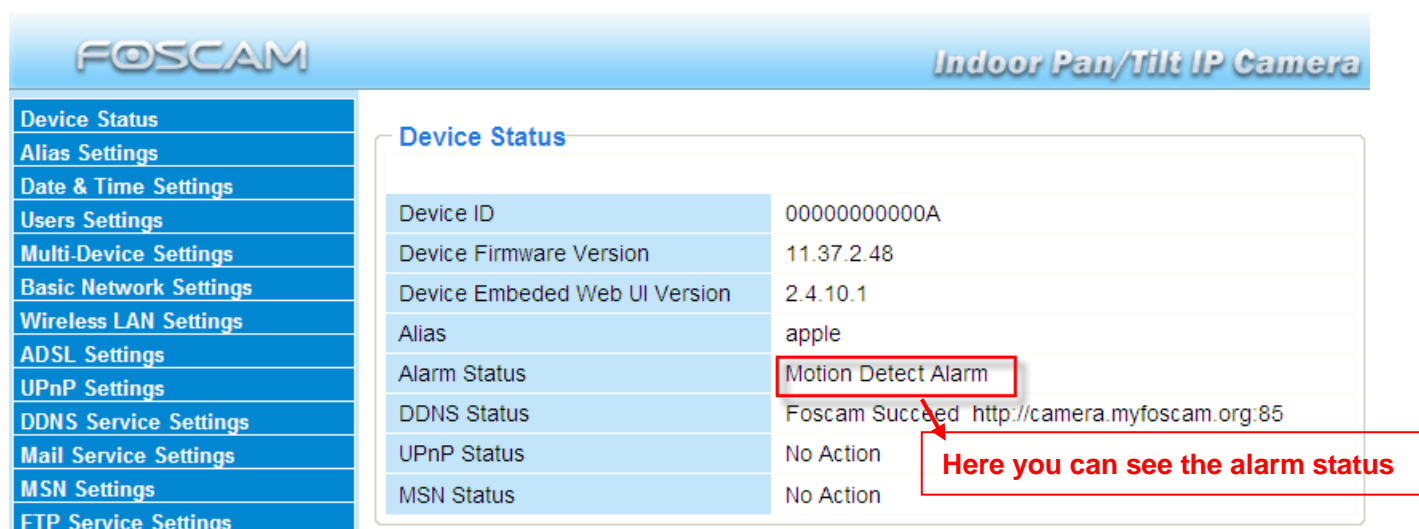 FOSCAM
Indoor Pan/Tilt IP Camera
Device Status
Alias Settings
Date & Time Settings
Users Settings
Multi-Device Settings
Basic Network Settings
Wireless LAN Settings
ADSL Settings
UPnP Settings
DDNS Service Settings
Mail Service Settings
MSN Settings
FTP Service Settings
Device Status
Device ID 00000000000A
Device Firmware Version 11.37.2.48
Device Embeded Web UI Version 2.4.10.1
Alias apple
Alarm Status Motion Detect Alarm
DDNS Status Foscam Succeed http://camera.myfoscam.org:85
UPnP Status No Action
MSN Status No Action
Here you can see the alarm status